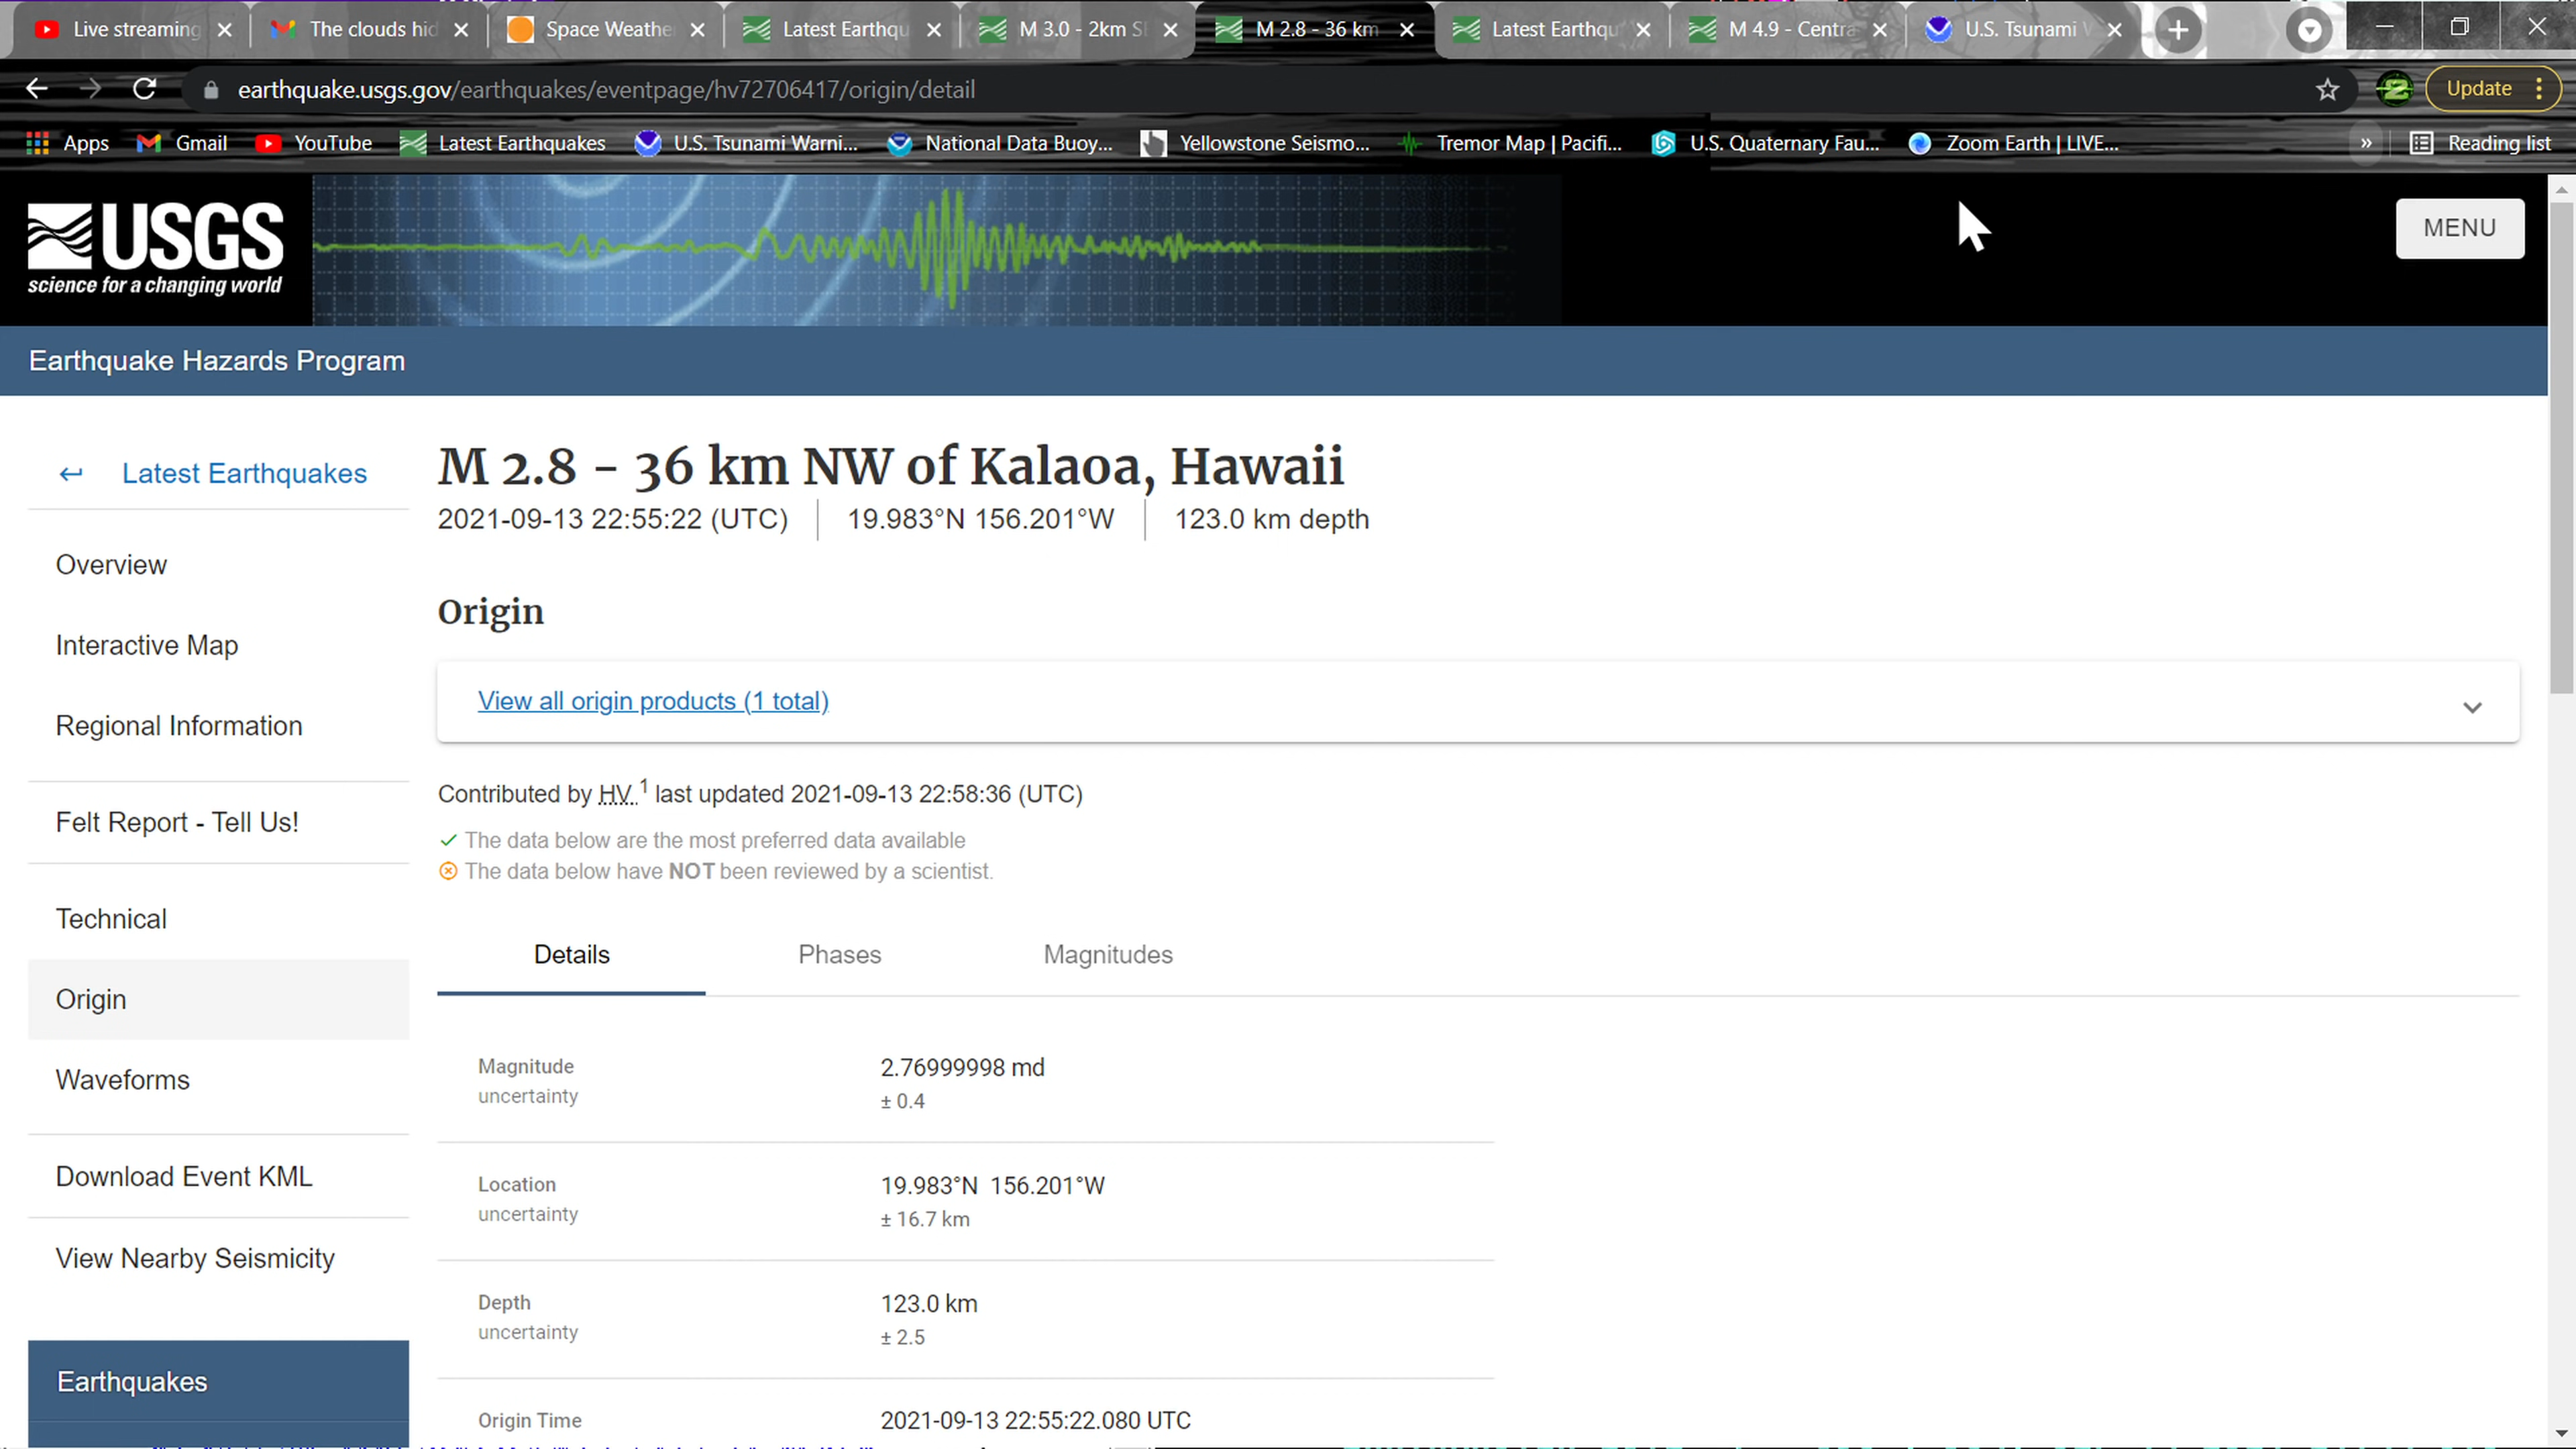 Live streaming
The clouds hid
Space Weathe
Latest Earthqu
M 3.0 - 2km S
M 2.8 - 36 km
Latest Earthqu
M 4.9 - Centra
U.S. Tsunami
earthquake.usgs.gov/earthquakes/eventpage/hv72706417/origin/detail
Update
Apps
Gmail
YouTube
Latest Earthquakes
U.S. Tsunami Warni...
National Data Buoy...
Yellowstone Seismo...
Tremor Map | Pacifi...
U.S. Quaternary Fau...
Zoom Earth | LIVE...
»
Reading list
USGS
science for a changing world
MENU
Earthquake Hazards Program
Latest Earthquakes
Overview
Interactive Map
Regional Information
Felt Report - Tell Us!
Technical
Origin
Waveforms
Download Event KML
View Nearby Seismicity
Earthquakes
M 2.8 - 36 km NW of Kalaoa, Hawaii
2021-09-13 22:55:22 (UTC)
19.983°N 156.201°W
123.0 km depth
Origin
View all origin products (1 total)
Contributed by HV 1 last updated 2021-09-13 22:58:36 (UTC)
The data below are the most preferred data available
The data below have NOT been reviewed by a scientist.
Details
Phases
Magnitudes
Magnitude
uncertainty
2.76999998 md
± 0.4
Location
uncertainty
19.983°N 156.201°W
± 16.7 km
Depth
uncertainty
123.0 km
± 2.5
Origin Time
2021-09-13 22:55:22.080 UTC